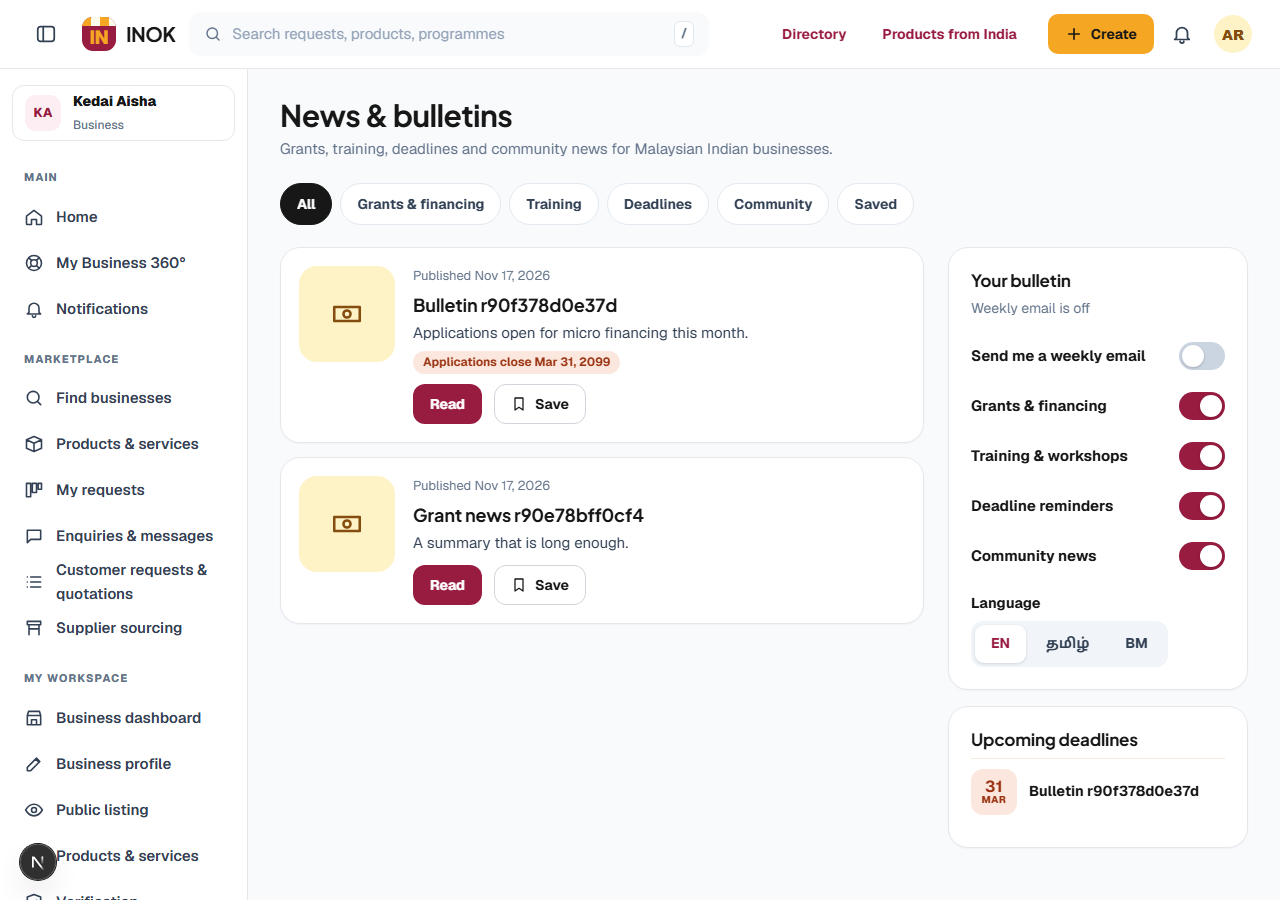 IN INOK
Search requests, products, programmes
/
Directory
Products from India
+ Create
AR
KA
Kedai Aisha
Business
MAIN
Home
My Business 360°
Notifications
MARKETPLACE
Find businesses
Products & services
My requests
Enquiries & messages
Customer requests &
quotations
Supplier sourcing
MY WORKSPACE
Business dashboard
Business profile
Public listing
N
Products & services
Verification
News & bulletins
Grants, training, deadlines and community news for Malaysian Indian businesses.
All
Grants & financing
Training
Deadlines
Community
Saved
Published Nov 17, 2026
Bulletin r90f378d0e37d
Applications open for micro financing this month.
Applications close Mar 31, 2099
Read
Save
Published Nov 17, 2026
Grant news r90e78bff0cf4
A summary that is long enough.
Read
Save
Your bulletin
Weekly email is off
Send me a weekly email
Grants & financing
Training & workshops
Deadline reminders
Community news
Language
EN
தமிழ்
BM
Upcoming deadlines
31
MAR
Bulletin r90f378d0e37d